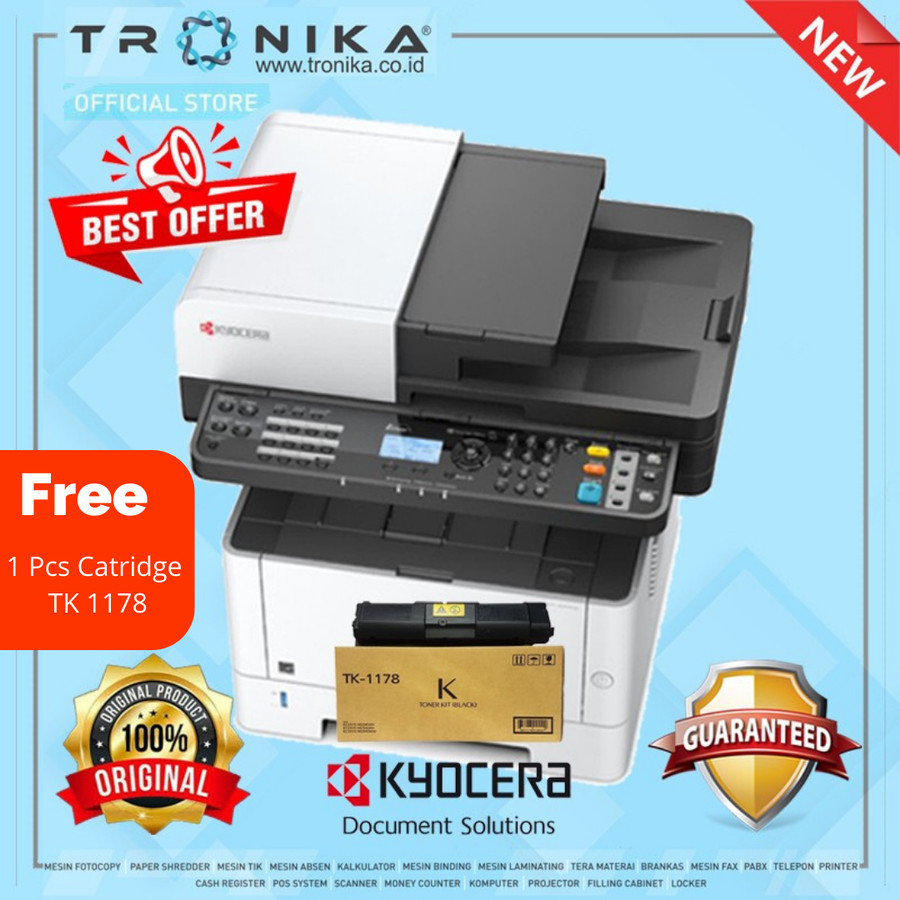 TRONIKA®
www.tronika.co.id
OFFICIAL STORE
NEW
BEST OFFER
KYOCERA
Free
1 Pcs Catridge
TK 1178
TK-1178
K
TONER KIT (BLACK)
ORIGINAL PRODUCT
100%
ORIGINAL
GUARANTEED
KYOCERA
Document Solutions
MESIN FOTOCOPY | PAPER SHREDDER | MESIN TIK | MESIN ABSEN | KALKULATOR | MESIN BINDING | MESIN LAMINATING | TERA MATERAI | BRANKAS | MESIN FAX | PABX | TELEPON | PRINTER
CASH REGISTER | POS SYSTEM | SCANNER | MONEY COUNTER | KOMPUTER | PROJECTOR | FILLING CABINET | LOCKER